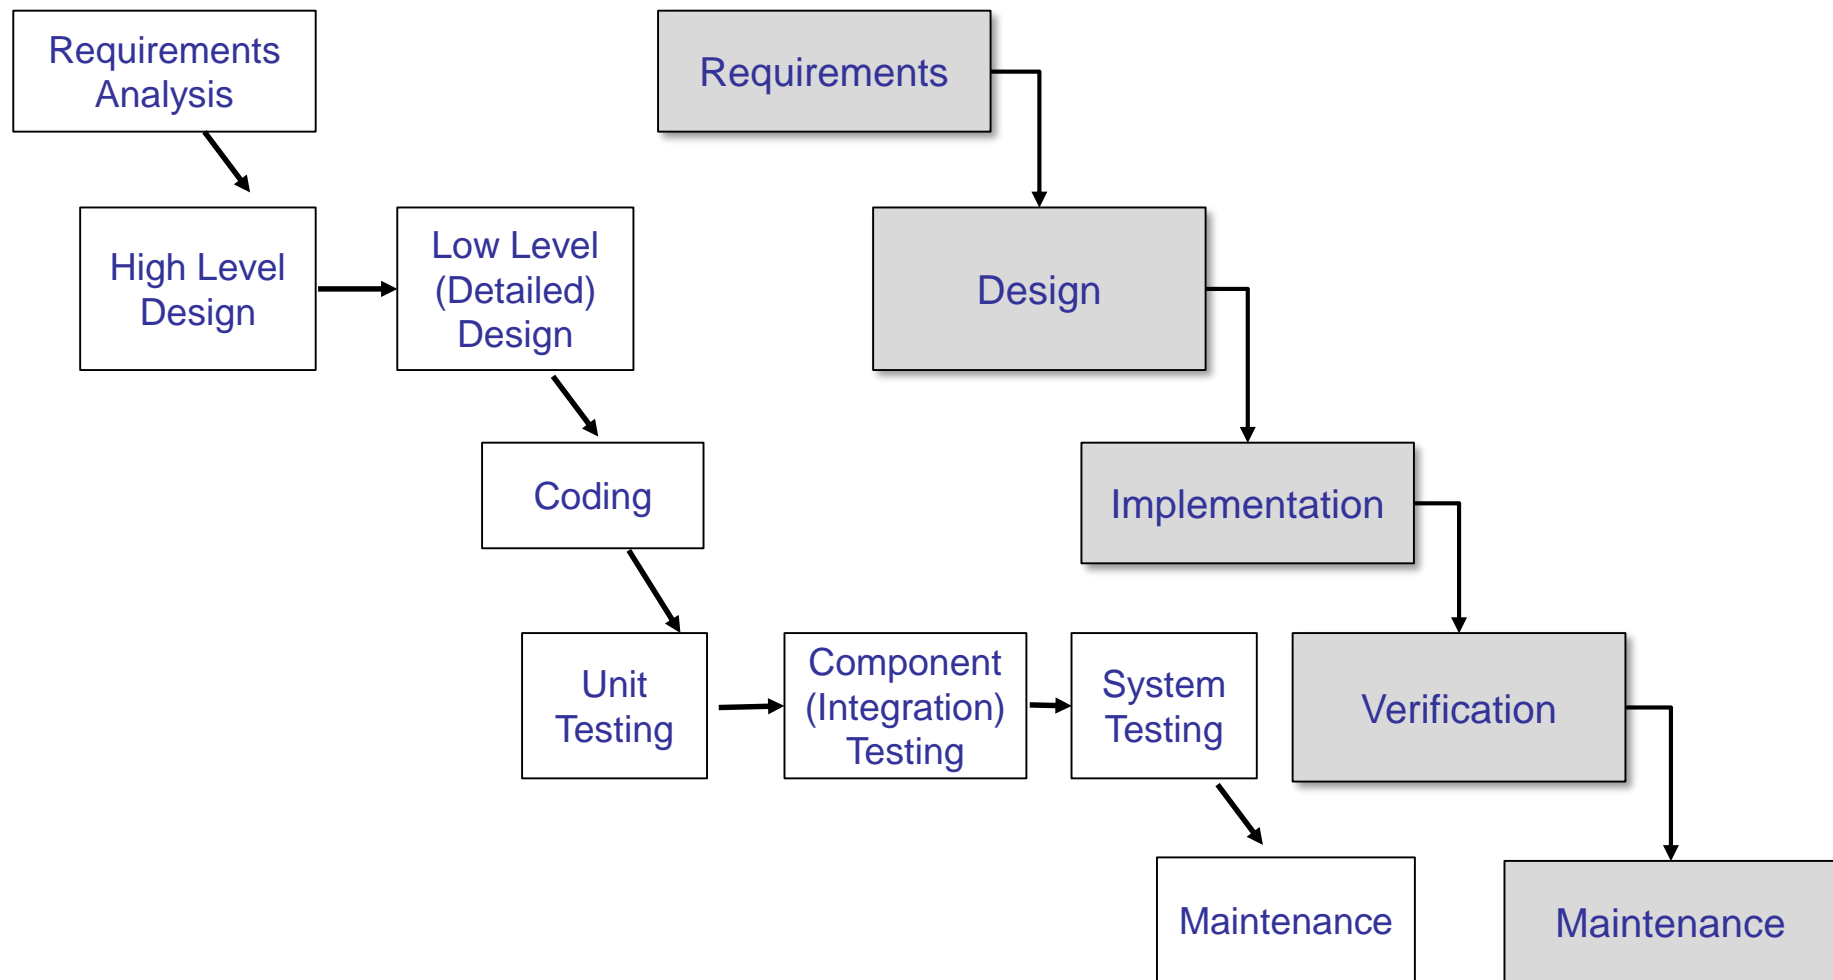 Requirements
Analysis
Requirements
High Level
Design
Low Level
(Detailed)
Design
Design
Coding
Implementation
Unit
Testing
Component
(Integration)
Testing
System
Testing
Verification
Maintenance
Maintenance